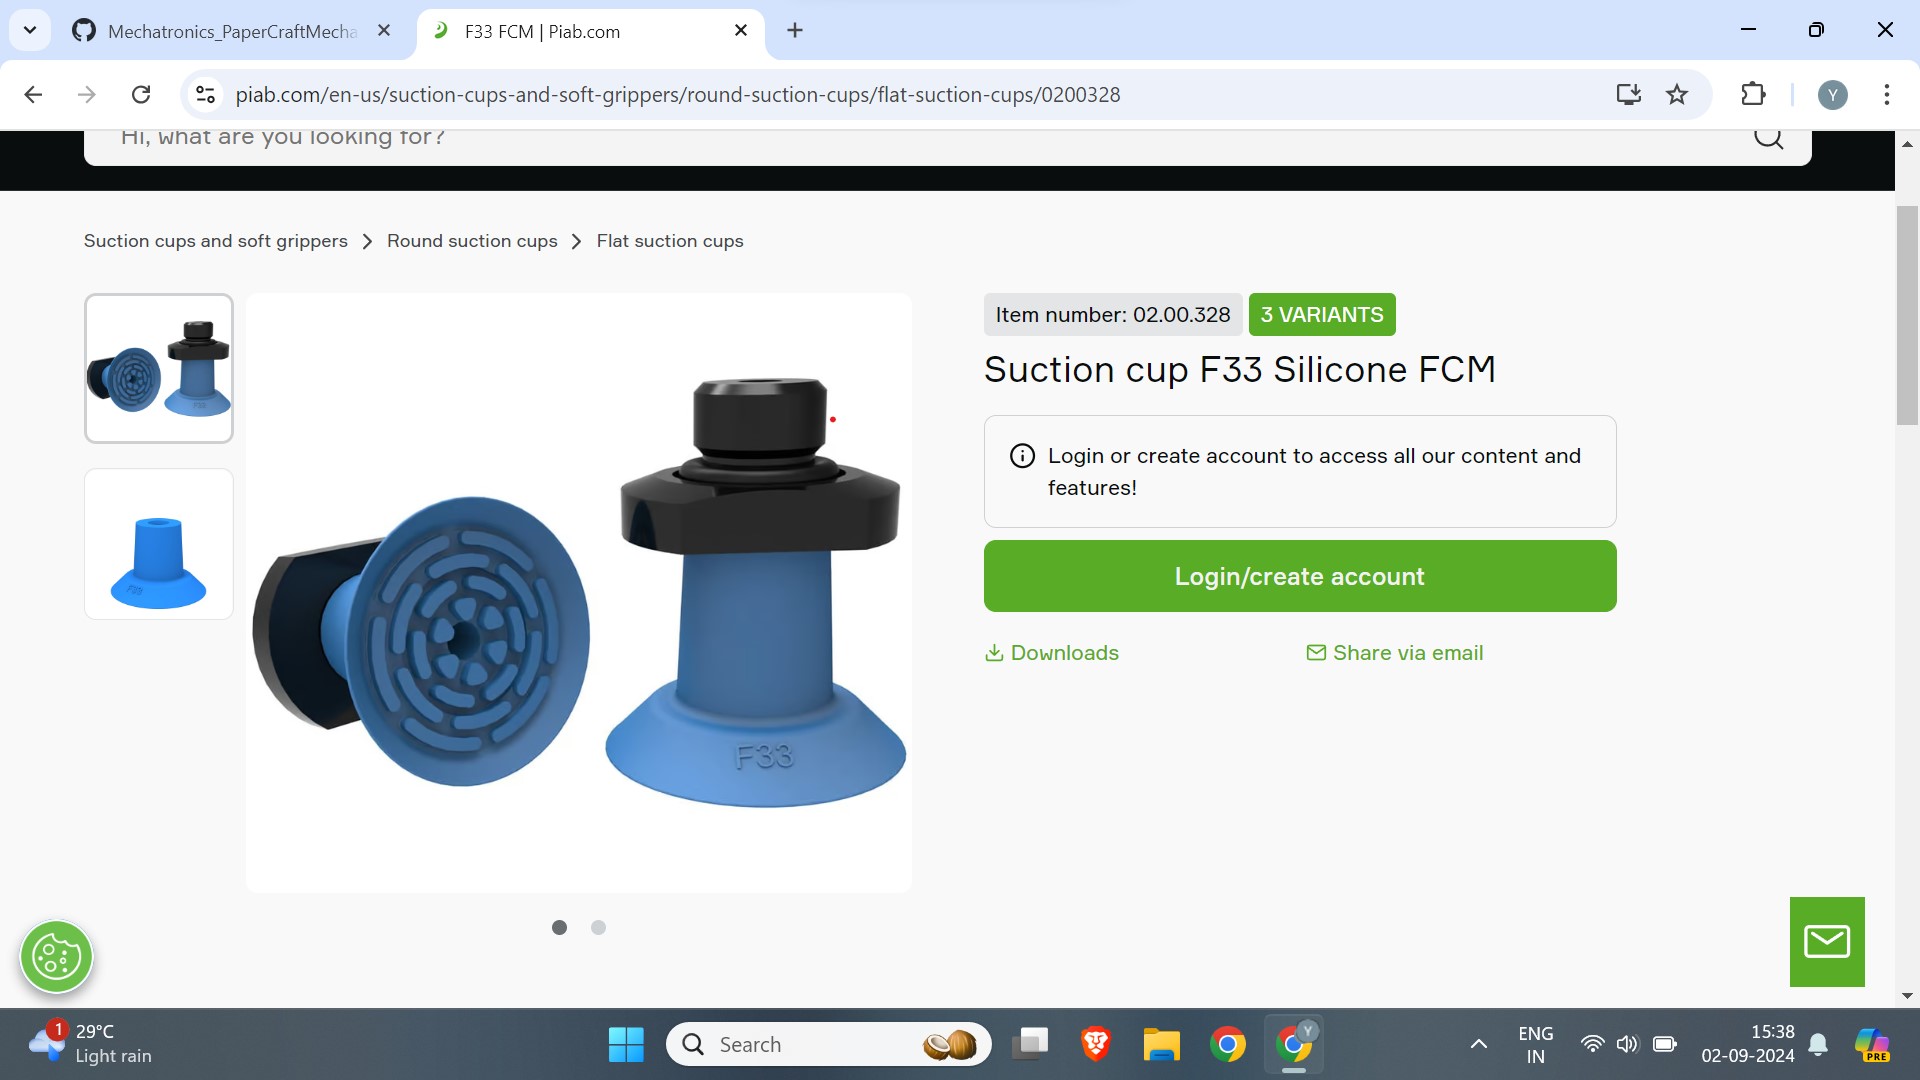 Mechatronics_PaperCraftMecha
F33 FCM | Piab.com
piab.com/en-us/suction-cups-and-soft-grippers/round-suction-cups/flat-suction-cups/0200328
Y
Hi, what are you looking for?
Suction cups and soft grippers
Round suction cups
Flat suction cups
Item number: 02.00.328
3 VARIANTS
Suction cup F33 Silicone FCM
Login or create account to access all our content and
features!
Login/create account
Downloads
Share via email
F33
1
29°C
Light rain
Search
Y
ENG
IN
15:38
02-09-2024
PRE